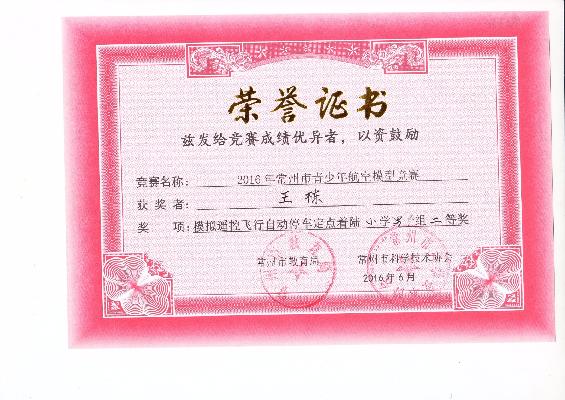 荣誉证书
兹发给竞赛成绩优异者，以资鼓励
竞赛名称： 2016年常州市青少年航空模型竞赛
获奖者： 王栋
奖 项： 模拟遥控飞行自动停车定点着陆 小学男子组 二等奖
常州市教育局 常州市科学技术协会
2016年6月